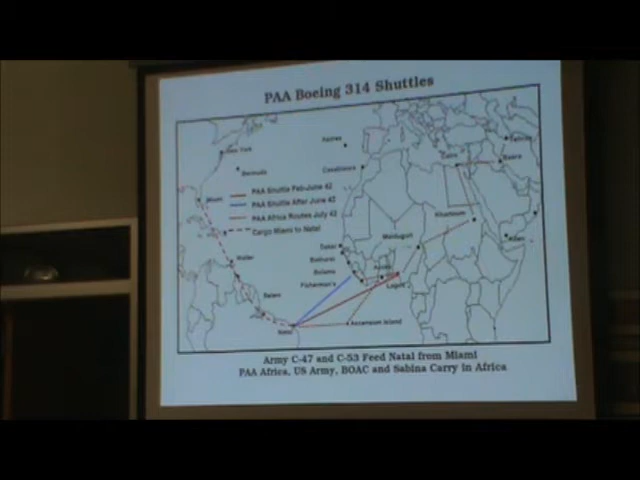 PAA Boeing 314 Shuttles
New York
Bermuda
Casablanca
Cairo
Basra
Miami
PAA Shuttle Feb-June 42
PAA Shuttle After June 42
PAA Africa Routes July 42
Cargo Miami to Natal
Khartoum
Maidugun
Aden
Dakar
Bathurst
Bolama
Fisherman's
Accra
Lagos
Belem
Natal
Ascension Island
Army C-47 and C-53 Feed Natal from Miami
PAA Africa, US Army, BOAC and Sabina Carry in Africa